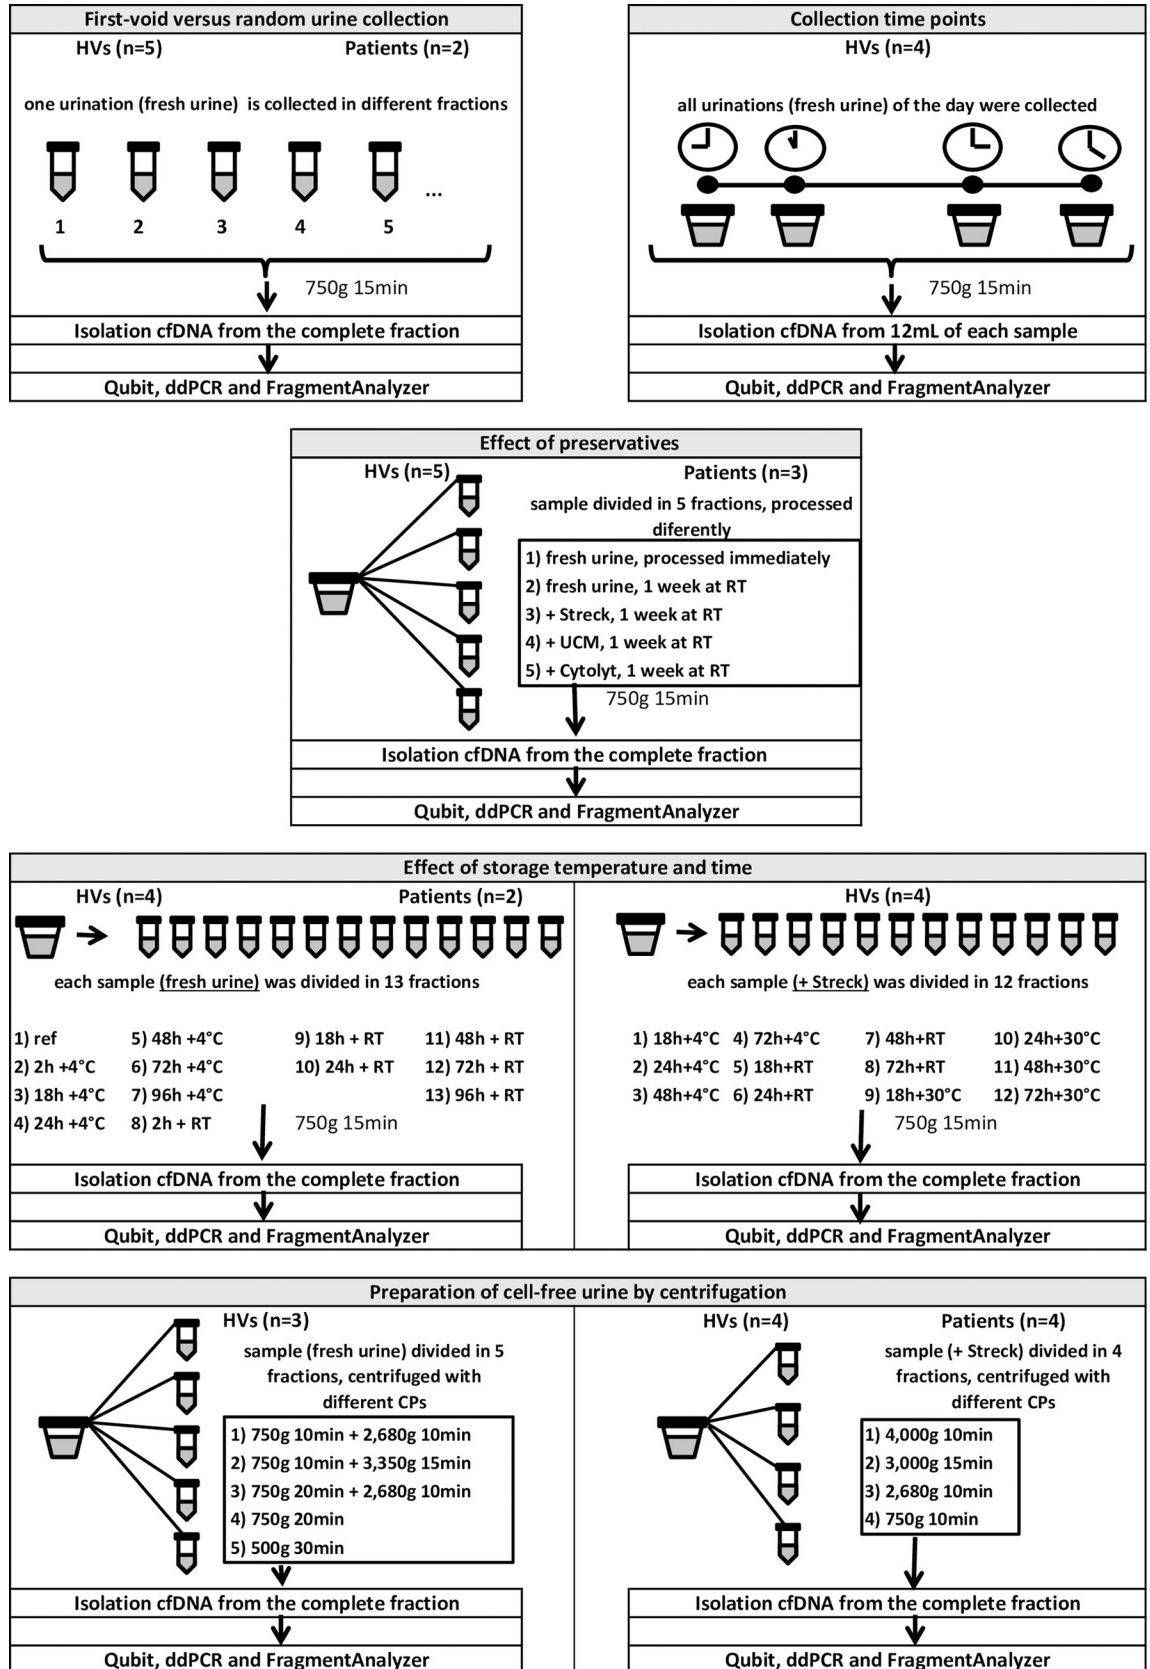 First-void versus random urine collection
HVs (n=5) Patients (n=2)
one urination (fresh urine) is collected in different fractions
...
1 2 3 4 5
750g 15min
Isolation cfDNA from the complete fraction
Qubit, ddPCR and FragmentAnalyzer
Collection time points
HVs (n=4)
all urinations (fresh urine) of the day were collected
750g 15min
Isolation cfDNA from 12mL of each sample
Qubit, ddPCR and FragmentAnalyzer
Effect of preservatives
HVs (n=5) Patients (n=3)
sample divided in 5 fractions, processed
diferently
1) fresh urine, processed immediately
2) fresh urine, 1 week at RT
3) + Streck, 1 week at RT
4) + UCM, 1 week at RT
5) + Cytolyt, 1 week at RT
750g 15min
Isolation cfDNA from the complete fraction
Qubit, ddPCR and FragmentAnalyzer
Effect of storage temperature and time
HVs (n=4) Patients (n=2)
each sample (fresh urine) was divided in 13 fractions
1) ref 5) 48h +4°C 9) 18h + RT 11) 48h + RT
2) 2h +4°C 6) 72h +4°C 10) 24h + RT 12) 72h + RT
3) 18h +4°C 7) 96h +4°C 13) 96h + RT
4) 24h +4°C 8) 2h + RT 750g 15min
Isolation cfDNA from the complete fraction
Qubit, ddPCR and FragmentAnalyzer
HVs (n=4)
each sample (+ Streck) was divided in 12 fractions
1) 18h+4°C 4) 72h+4°C 7) 48h+RT 10) 24h+30°C
2) 24h+4°C 5) 18h+RT 8) 72h+RT 11) 48h+30°C
3) 48h+4°C 6) 24h+RT 9) 18h+30°C 12) 72h+30°C
750g 15min
Isolation cfDNA from the complete fraction
Qubit, ddPCR and FragmentAnalyzer
Preparation of cell-free urine by centrifugation
HVs (n=3)
sample (fresh urine) divided in 5
fractions, centrifuged with
different CPs
1) 750g 10min + 2,680g 10min
2) 750g 10min + 3,350g 15min
3) 750g 20min + 2,680g 10min
4) 750g 20min
5) 500g 30min
Isolation cfDNA from the complete fraction
Qubit, ddPCR and FragmentAnalyzer
HVs (n=4) Patients (n=4)
sample (+ Streck) divided in 4
fractions, centrifuged with
different CPs
1) 4,000g 10min
2) 3,000g 15min
3) 2,680g 10min
4) 750g 10min
Isolation cfDNA from the complete fraction
Qubit, ddPCR and FragmentAnalyzer